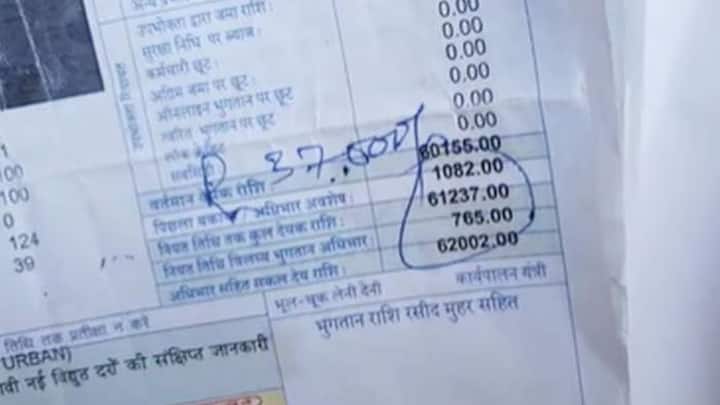 उपभोक्ता द्वारा जमा राशि : 0.00
सुरक्षा निधि पर ब्याज : 0.00
कर्मचारी छूट : 0.00
अग्रिम जमा पर छूट 0.00
ऑनलाइन भुगतान पर छूट 0.00
त्वरित भुगतान पर छूट 0.00
लोक
37,000/
वर्तमान राशि : 60155.00
पिछला अधिभार अवशेष : 1082.00
नियत तिथि तक कुल देयक राशि : 61237.00
नियत तिथि विलम्ब भुगतान अधिभार : 765.00
अधिभार सहित सकल देय राशि : 62002.00
1
100
100
0
124
39
भूल-चूक लेनी देनी
कार्यपालन यंत्री
भुगतान राशि रसीद मुहर सहित
तिथि तक प्रतीक्षा न करे
URBAN)
नई विद्युत दरों की संक्षिप्त जानकारी